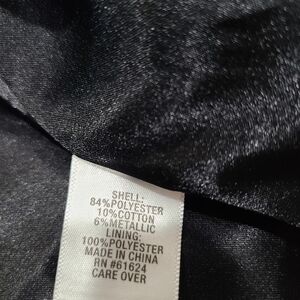 SHELL:
84%POLYESTER
10%COTTON
6%METALLIC
LINING:
100%POLYESTER
MADE IN CHINA
RN #61624
CARE OVER